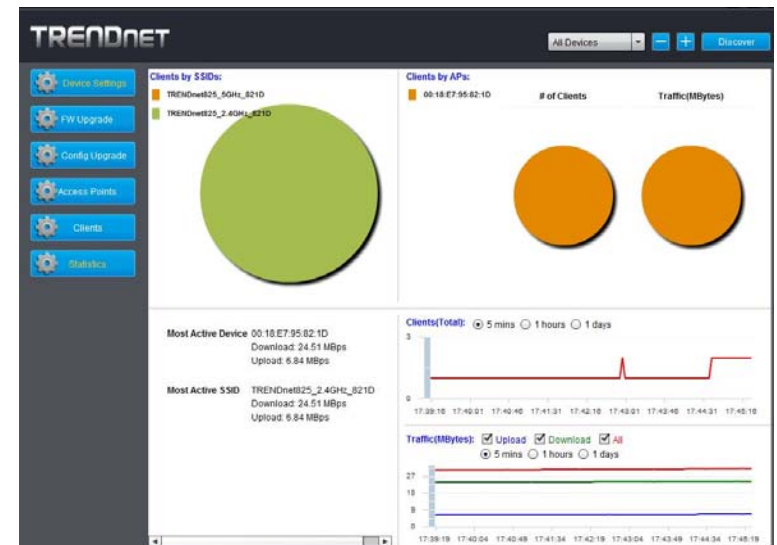 TRENDnet
All Devices
Discover
Device Settings
FW Upgrade
Config Upgrade
Access Points
Clients
Statistics
Clients by SSIDs:
TRENDnet825_5GHz_821D
TRENDnet825_2.4GHz_821D
Clients by APs:
00:18:E7:95:82:1D
# of Clients
Traffic(MBytes)
Most Active Device 00:18:E7:95:82:1D
Download: 24.51 MBps
Upload: 6.84 MBps
Most Active SSID TRENDnet825_2.4GHz_821D
Download: 24.51 MBps
Upload: 6.84 MBps
Clients(Total): 5 mins 1 hours 1 days
3
0
17:39:16 17:40:01 17:40:46 17:41:31 17:42:16 17:43:01 17:43:46 17:44:31 17:45:16
Traffic(MBytes): Upload Download All
5 mins 1 hours 1 days
27
18
9
0
17:39:19 17:40:04 17:40:49 17:41:34 17:42:19 17:43:04 17:43:49 17:44:34 17:45:19